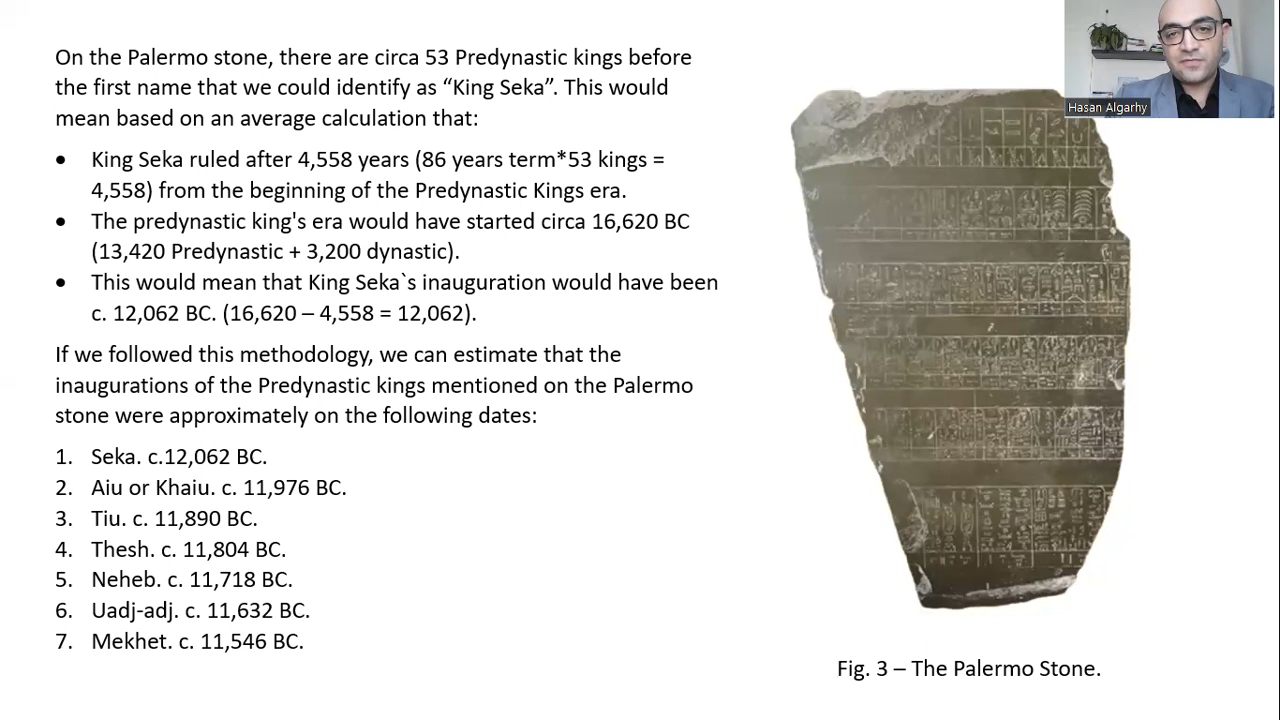 On the Palermo stone, there are circa 53 Predynastic kings before
the first name that we could identify as “King Seka”. This would
mean based on an average calculation that:
• King Seka ruled after 4,558 years (86 years term*53 kings =
4,558) from the beginning of the Predynastic Kings era.
• The predynastic king's era would have started circa 16,620 BC
(13,420 Predynastic + 3,200 dynastic).
• This would mean that King Seka`s inauguration would have been
c. 12,062 BC. (16,620 – 4,558 = 12,062).
If we followed this methodology, we can estimate that the
inaugurations of the Predynastic kings mentioned on the Palermo
stone were approximately on the following dates:
1. Seka. c.12,062 BC.
2. Aiu or Khaiu. c. 11,976 BC.
3. Tiu. c. 11,890 BC.
4. Thesh. c. 11,804 BC.
5. Neheb. c. 11,718 BC.
6. Uadj-adj. c. 11,632 BC.
7. Mekhet. c. 11,546 BC.
Hasan Algarhy
Fig. 3 – The Palermo Stone.